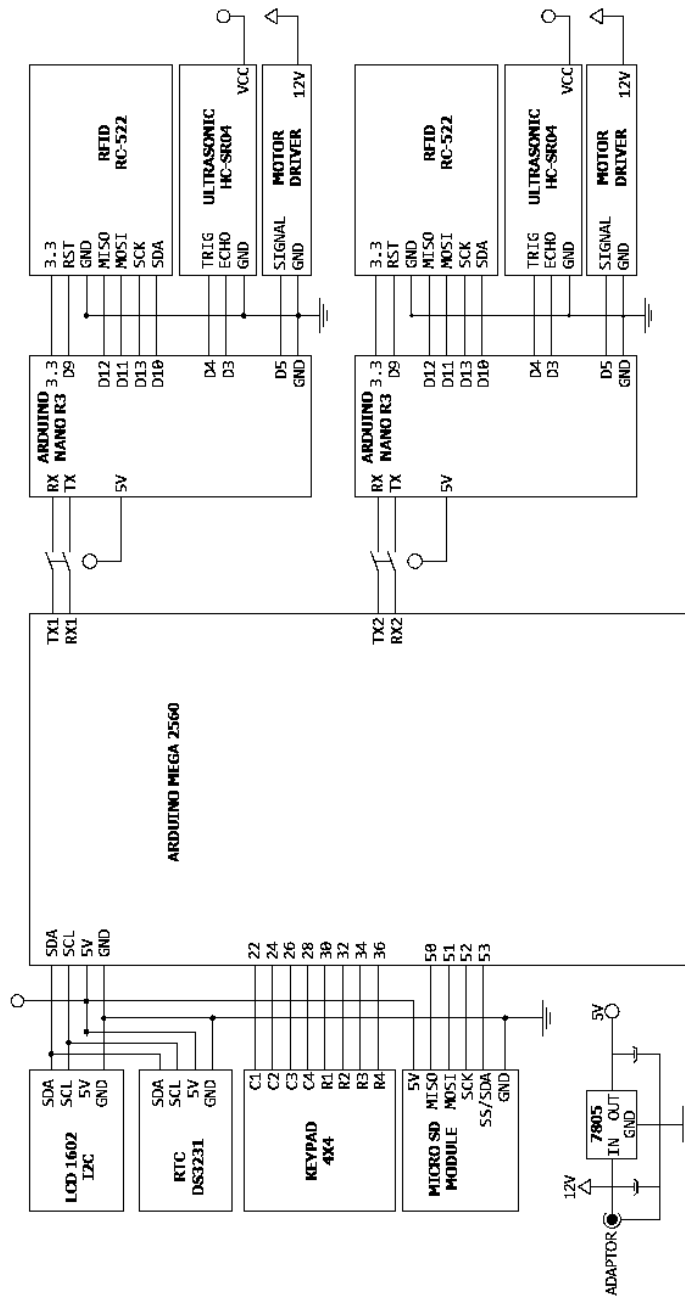 LCD 1602
I2C
SDA
SCL
5V
GND
RTC
DS3231
SDA
SCL
5V
GND
KEYPAD
4X4
C1
C2
C3
C4
R1
R2
R3
R4
MICRO SD
MODULE
5V
MISO
MOSI
SCK
SS/SDA
GND
ADAPTOR
12V
7805
IN OUT
GND
5V
ARDUINO MEGA 2560
SDA
SCL
5V
GND
22
24
26
28
30
32
34
36
50
51
52
53
TX1
RX1
TX2
RX2
ARDUINO
NANO R3
RX
TX
5V
3.3
D9
D12
D11
D13
D10
D4
D3
D5
GND
RFID
RC-522
3.3
RST
GND
MISO
MOSI
SCK
SDA
ULTRASONIC
HC-SR04
TRIG
ECHO
GND
VCC
MOTOR
DRIVER
SIGNAL
GND
12V
ARDUINO
NANO R3
RX
TX
5V
3.3
D9
D12
D11
D13
D10
D4
D3
D5
GND
RFID
RC-522
3.3
RST
GND
MISO
MOSI
SCK
SDA
ULTRASONIC
HC-SR04
TRIG
ECHO
GND
VCC
MOTOR
DRIVER
SIGNAL
GND
12V